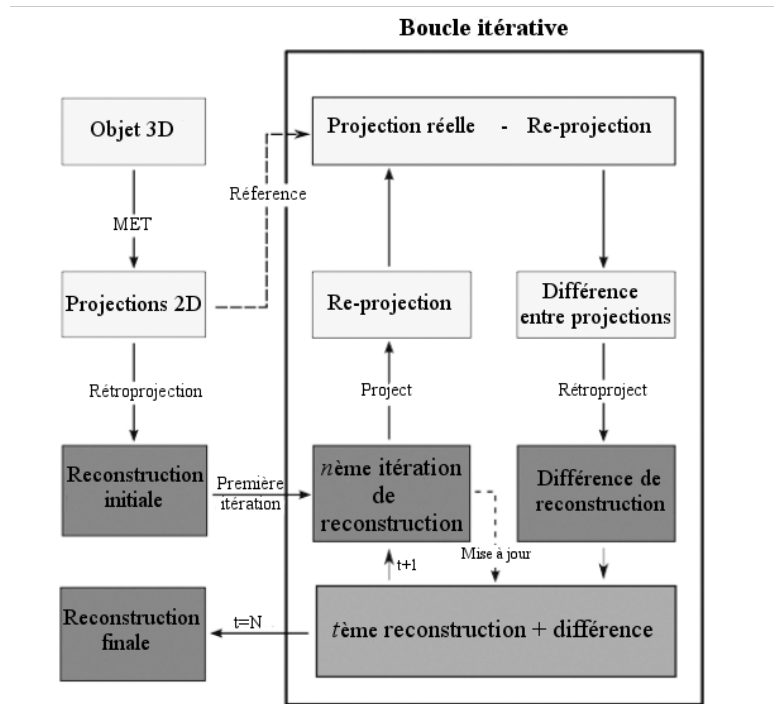 Boucle itérative
Objet 3D
MET
Projections 2D
Rétroprojection
Reconstruction
initiale
Première
itération
Réference
Projection réelle - Re-projection
Re-projection
Project
nème itération
de
reconstruction
Différence
entre projections
Rétroproject
Différence de
reconstruction
Mise à jour
t+1
tème reconstruction + différence
t=N
Reconstruction
finale